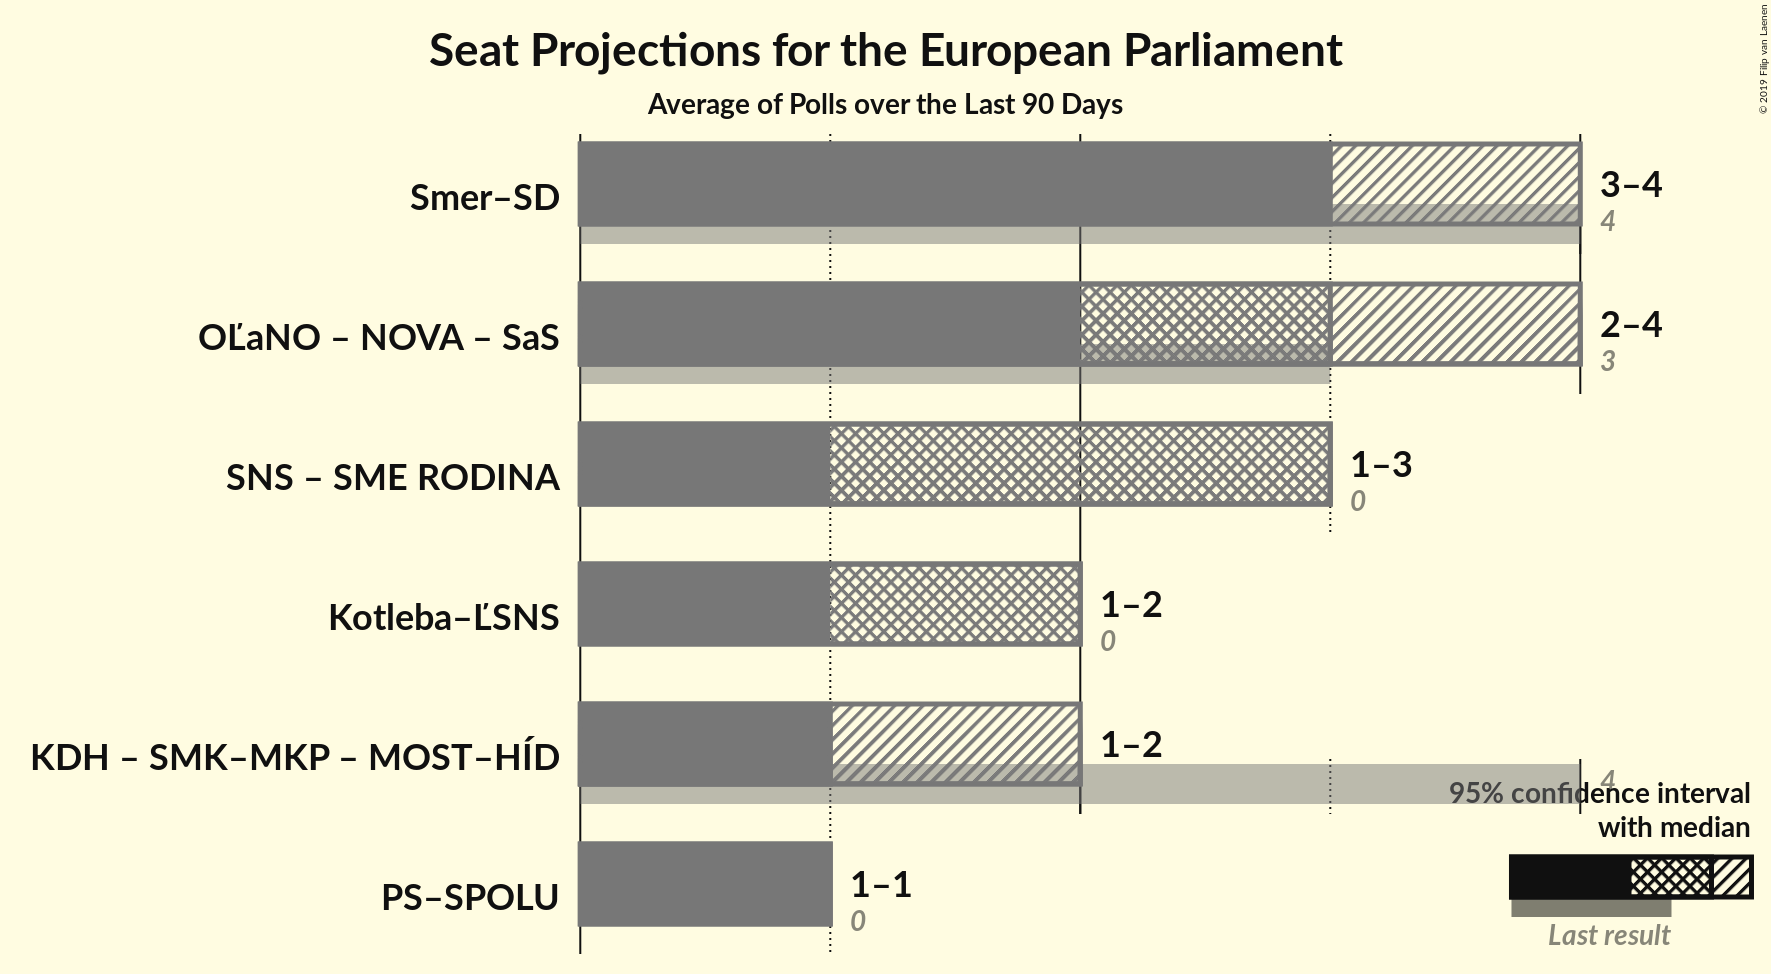 Seat Projections for the European Parliament
Average of Polls over the Last 90 Days
© 2019 Filip van Laenen
Smer–SD
3–4
4
OĽaNO – NOVA – SaS
2–4
3
SNS – SME RODINA
1–3
0
Kotleba–ĽSNS
1–2
0
KDH – SMK–MKP – MOST–HÍD
1–2
4
PS–SPOLU
1–1
0
95% confidence interval
with median
Last result